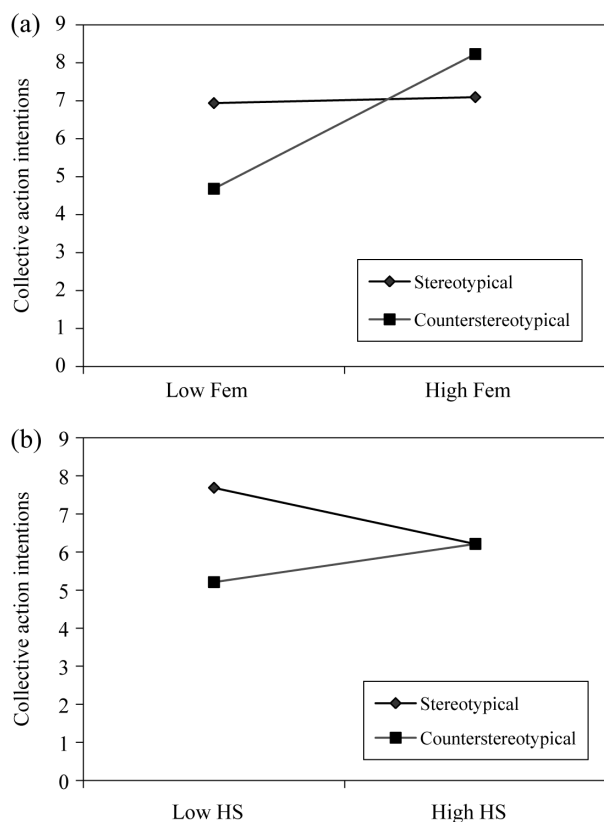 (a)
9
8
7
6
5
4
3
2
1
0
Collective action intentions
Stereotypical
Counterstereotypical
Low Fem High Fem
(b)
9
8
7
6
5
4
3
2
1
0
Collective action intentions
Stereotypical
Counterstereotypical
Low HS High HS